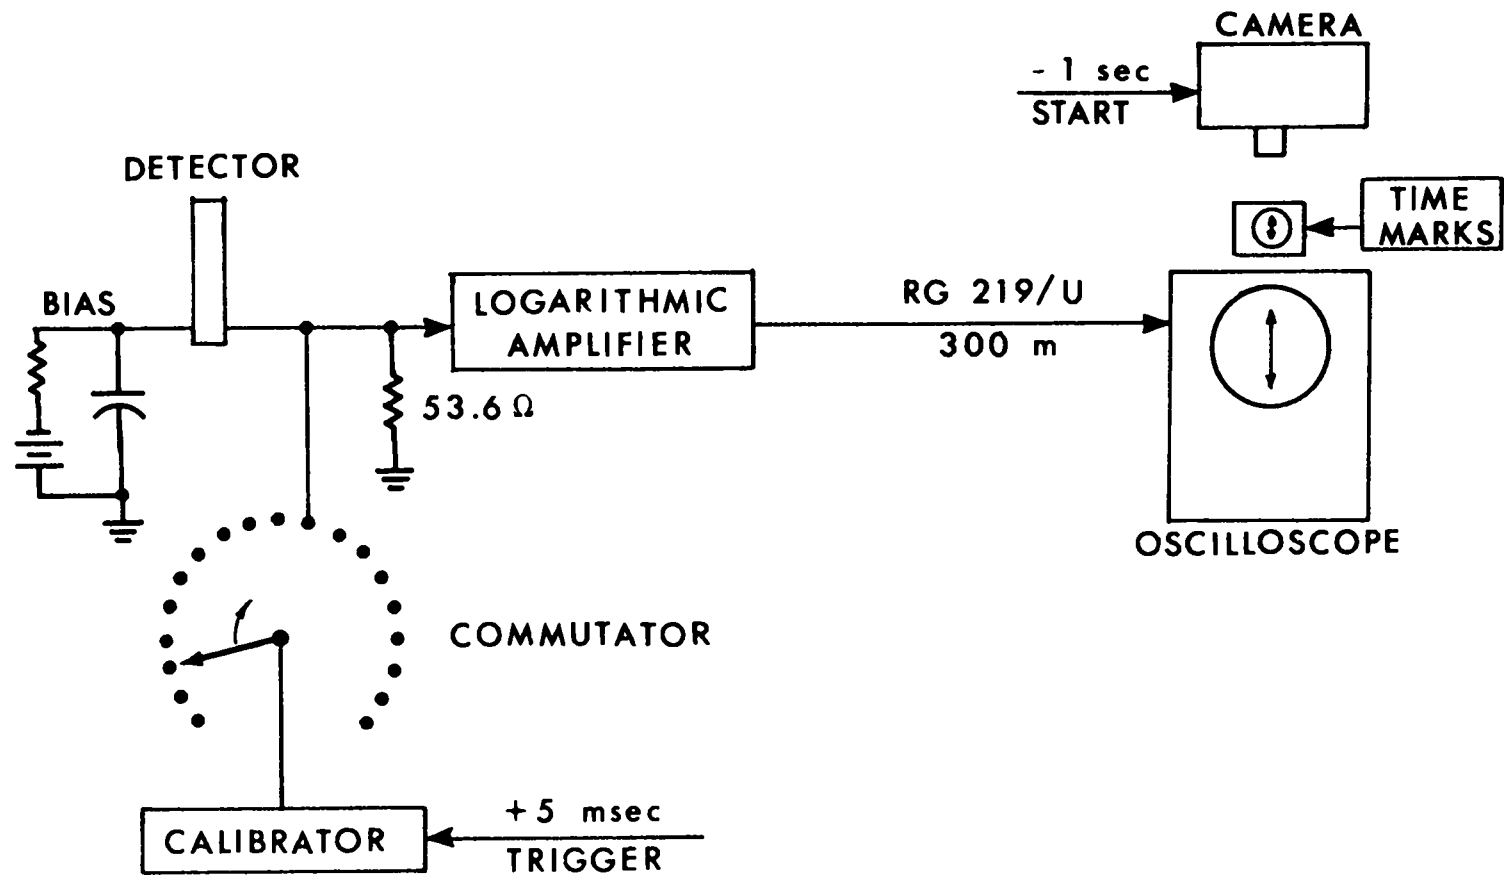 CAMERA
- 1 sec
START
DETECTOR
TIME
MARKS
BIAS
LOGARITHMIC
AMPLIFIER
RG 219/U
300 m
53.6 Ω
OSCILLOSCOPE
COMMUTATOR
+5 msec
TRIGGER
CALIBRATOR